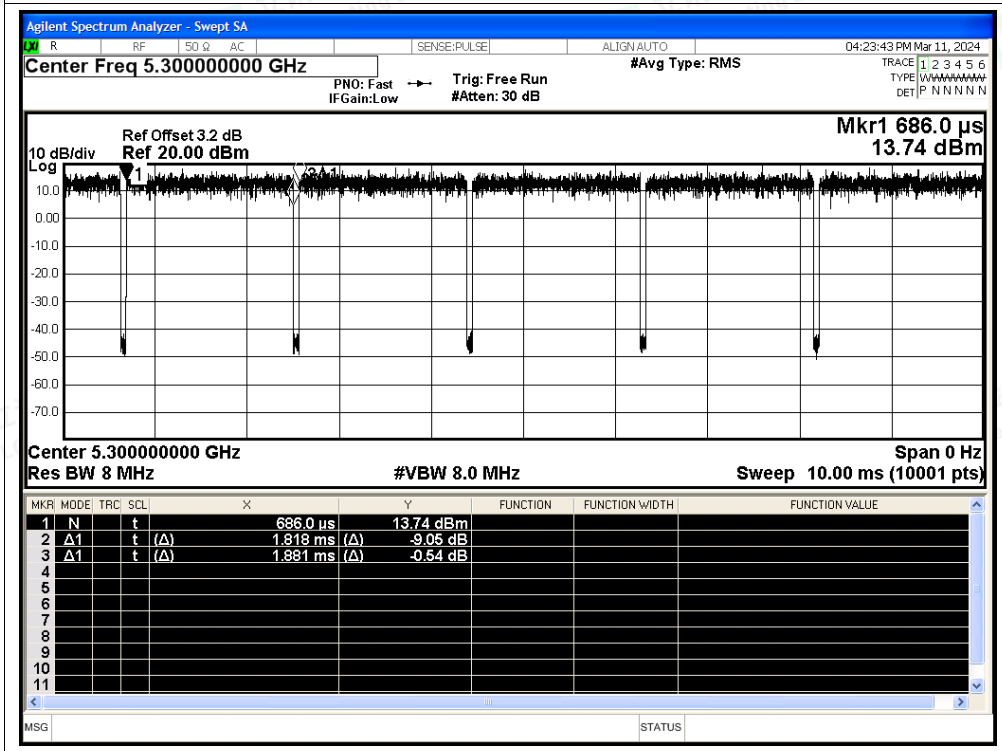 Agilent Spectrum Analyzer - Swept SA
LXI R RF 50 Ω AC SENSE:PULSE ALIGN AUTO 04:23:43 PM Mar 11, 2024
Center Freq 5.300000000 GHz #Avg Type: RMS TRACE 1 2 3 4 5 6
PNO: Fast Trig: Free Run TYPE WWWWWW
IFGain:Low #Atten: 30 dB DET P N N N N N
Mkr1 686.0 µs
Ref Offset 3.2 dB
10 dB/div Ref 20.00 dBm 13.74 dBm
Log
1 3Δ1
10.0
0.00
-10.0
-20.0
-30.0
-40.0
-50.0
-60.0
-70.0
Center 5.300000000 GHz Span 0 Hz
Res BW 8 MHz #VBW 8.0 MHz Sweep 10.00 ms (10001 pts)
MKR MODE TRC SCL X Y FUNCTION FUNCTION WIDTH FUNCTION VALUE
1 N t 686.0 µs 13.74 dBm
2 Δ1 t (Δ) 1.818 ms (Δ) -9.05 dB
3 Δ1 t (Δ) 1.881 ms (Δ) -0.54 dB
4
5
6
7
8
9
10
11
MSG STATUS